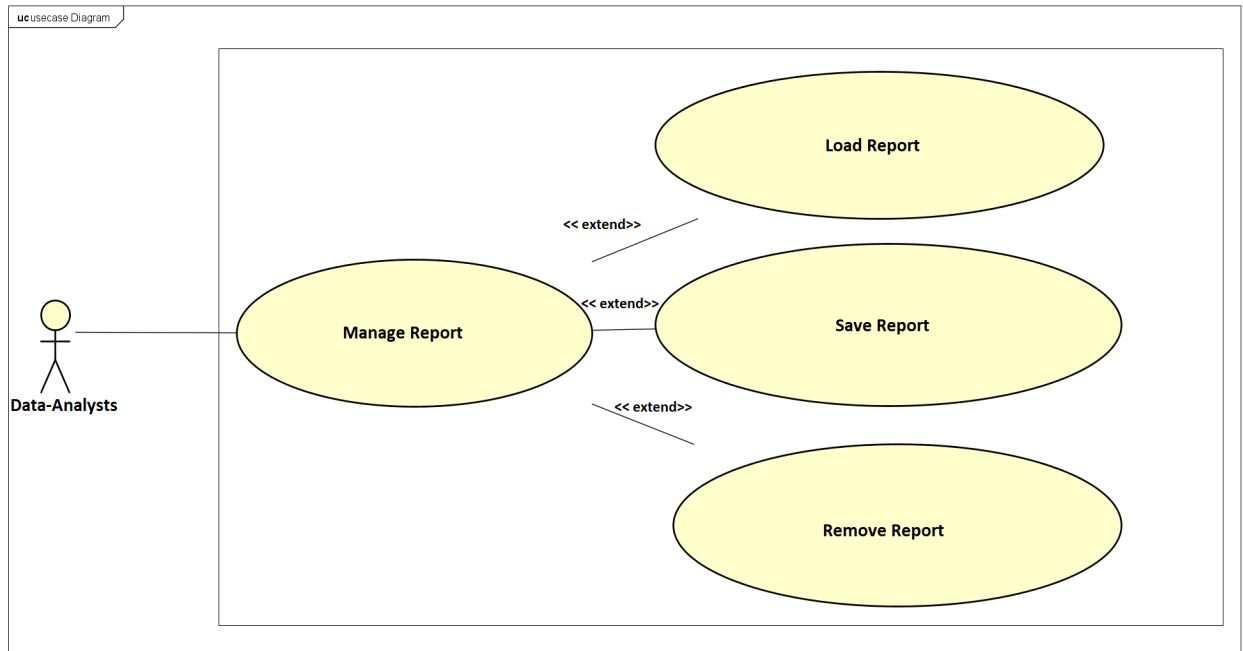 uc usecase Diagram
Load Report
<< extend>>
<< extend>>
Save Report
Manage Report
Data-Analysts
<< extend>>
Remove Report